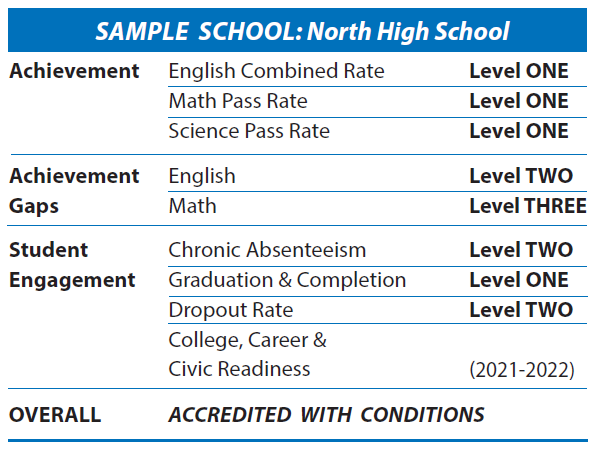 SAMPLE SCHOOL: North High School
Achievement English Combined Rate Level ONE
Math Pass Rate Level ONE
Science Pass Rate Level ONE
Achievement English Level TWO
Gaps Math Level THREE
Student Chronic Absenteeism Level TWO
Engagement Graduation & Completion Level ONE
Dropout Rate Level TWO
College, Career &
Civic Readiness (2021-2022)
OVERALL ACCREDITED WITH CONDITIONS